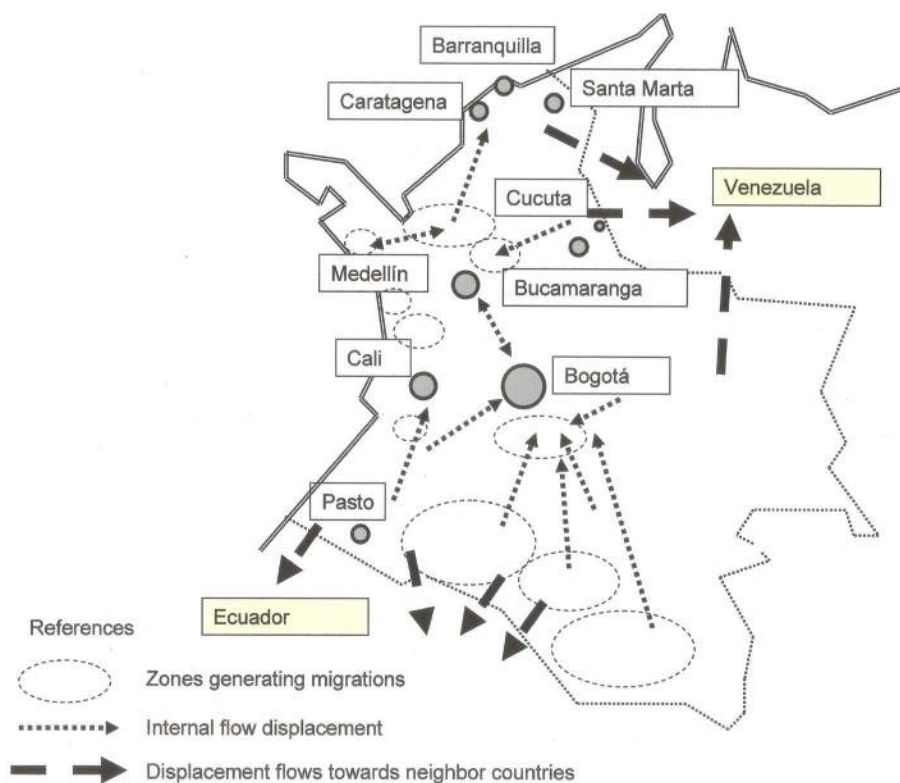 Barranquilla
Caratagena
Santa Marta
Cucuta
Venezuela
Medellín
Bucamaranga
Cali
Bogotá
Pasto
Ecuador
References
Zones generating migrations
Internal flow displacement
Displacement flows towards neighbor countries